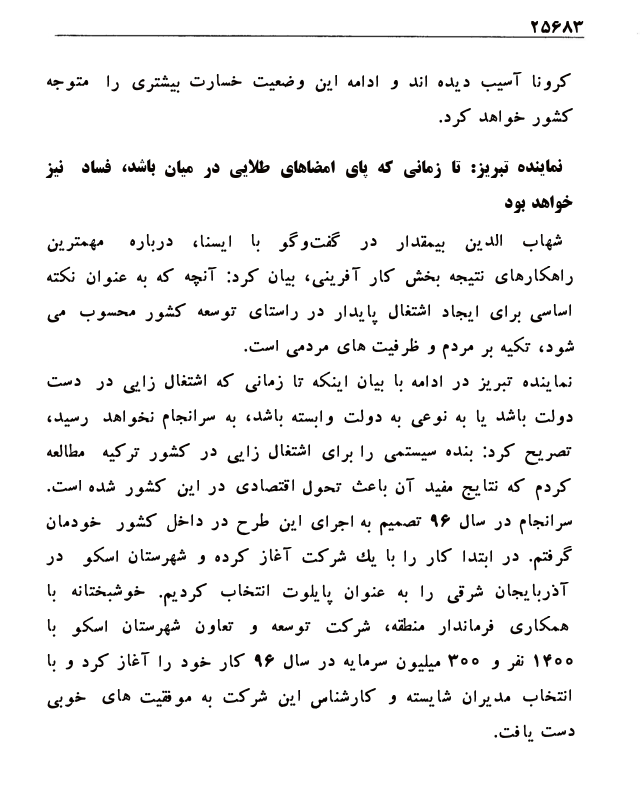 ۲۵۶۸۳
کرونا آسیب دیده اند و ادامه این وضعیت خسارت بیشتری را متوجه
کشور خواهد کرد.
نماینده تبریز: تا زمانی که پای امضاهای طلایی در میان باشد، فساد نیز
خواهد بود
شهاب الدین بیمقدار در گفت‌وگو با ایسنا، درباره مهمترین
راهکارهای نتیجه بخش کار آفرینی، بیان کرد: آنچه که به عنوان نکته
اساسی برای ایجاد اشتغال پایدار در راستای توسعه کشور محسوب می
شود، تکیه بر مردم و ظرفیت های مردمی است.
نماینده تبریز در ادامه با بیان اینکه تا زمانی که اشتغال زایی در دست
دولت باشد یا به نوعی به دولت وابسته باشد، به سرانجام نخواهد رسید،
تصریح کرد: بنده سیستمی را برای اشتغال زایی در کشور ترکیه مطالعه
کردم که نتایج مفید آن باعث تحول اقتصادی در این کشور شده است.
سرانجام در سال ۹۶ تصمیم به اجرای این طرح در داخل کشور خودمان
گرفتم. در ابتدا کار را با یك شرکت آغاز کرده و شهرستان اسکو در
آذربایجان شرقی را به عنوان پایلوت انتخاب کردیم. خوشبختانه با
همکاری فرماندار منطقه، شرکت توسعه و تعاون شهرستان اسکو با
۱۴۰۰ نفر و ۳۰۰ میلیون سرمایه در سال ۹۶ کار خود را آغاز کرد و با
انتخاب مدیران شایسته و کارشناس این شرکت به موفقیت های خوبی
دست یافت.